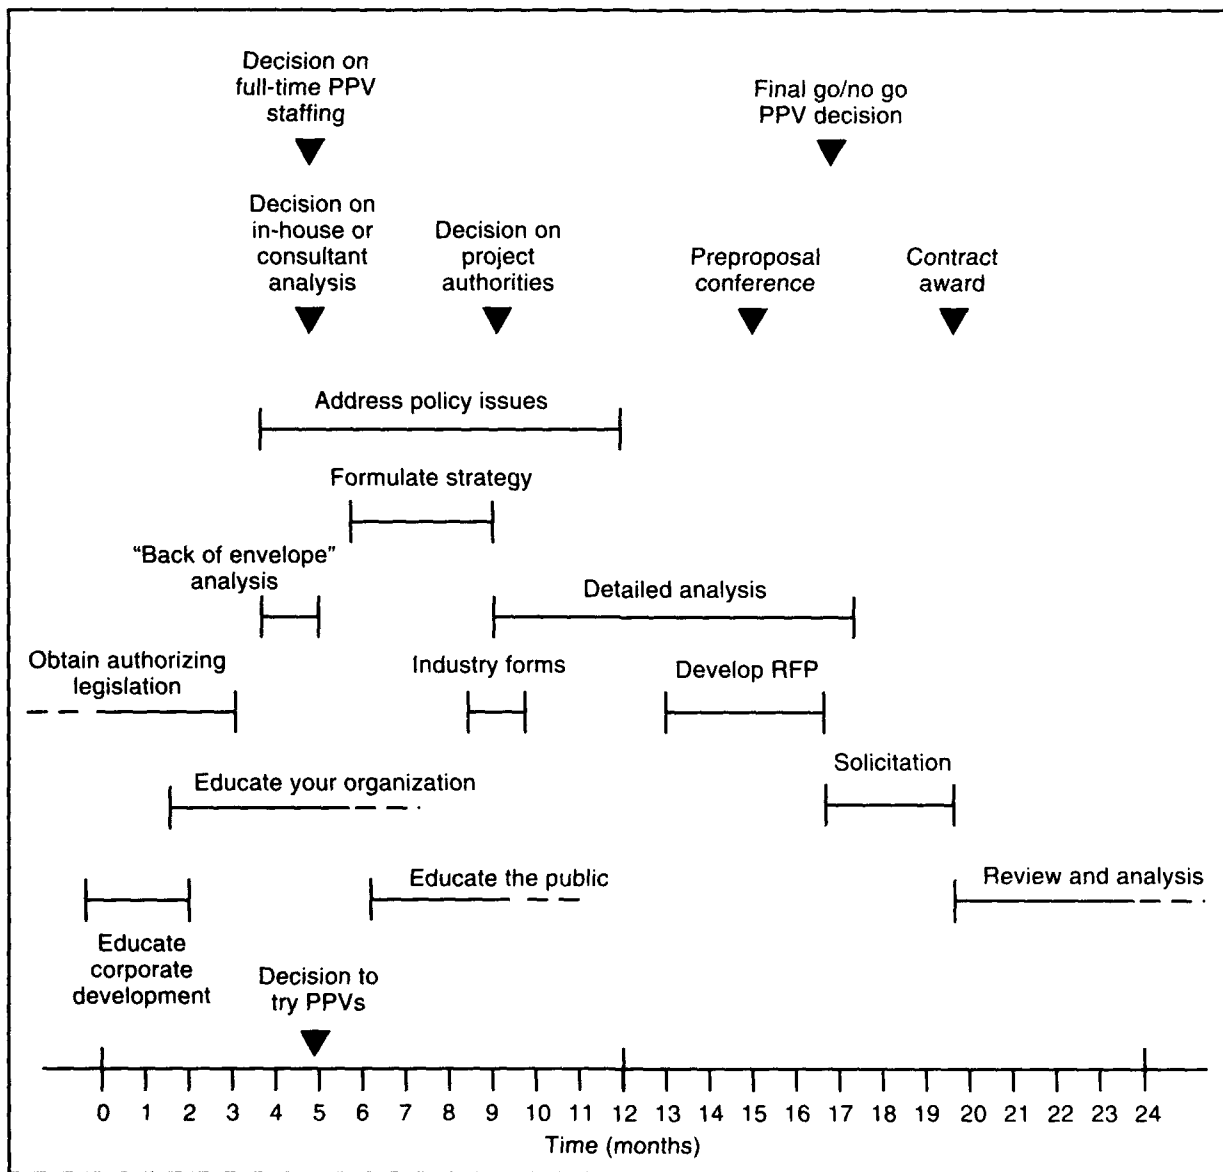 Decision on
full-time PPV
staffing
Final go/no go
PPV decision
Decision on
in-house or
consultant
analysis
Decision on
project
authorities
Preproposal
conference
Contract
award
Address policy issues
Formulate strategy
“Back of envelope”
analysis
Detailed analysis
Obtain authorizing
legislation
Industry forms
Develop RFP
Educate your organization
Solicitation
Educate the public
Review and analysis
Educate
corporate
development
Decision to
try PPVs
0 1 2 3 4 5 6 7 8 9 10 11 12 13 14 15 16 17 18 19 20 21 22 23 24
Time (months)